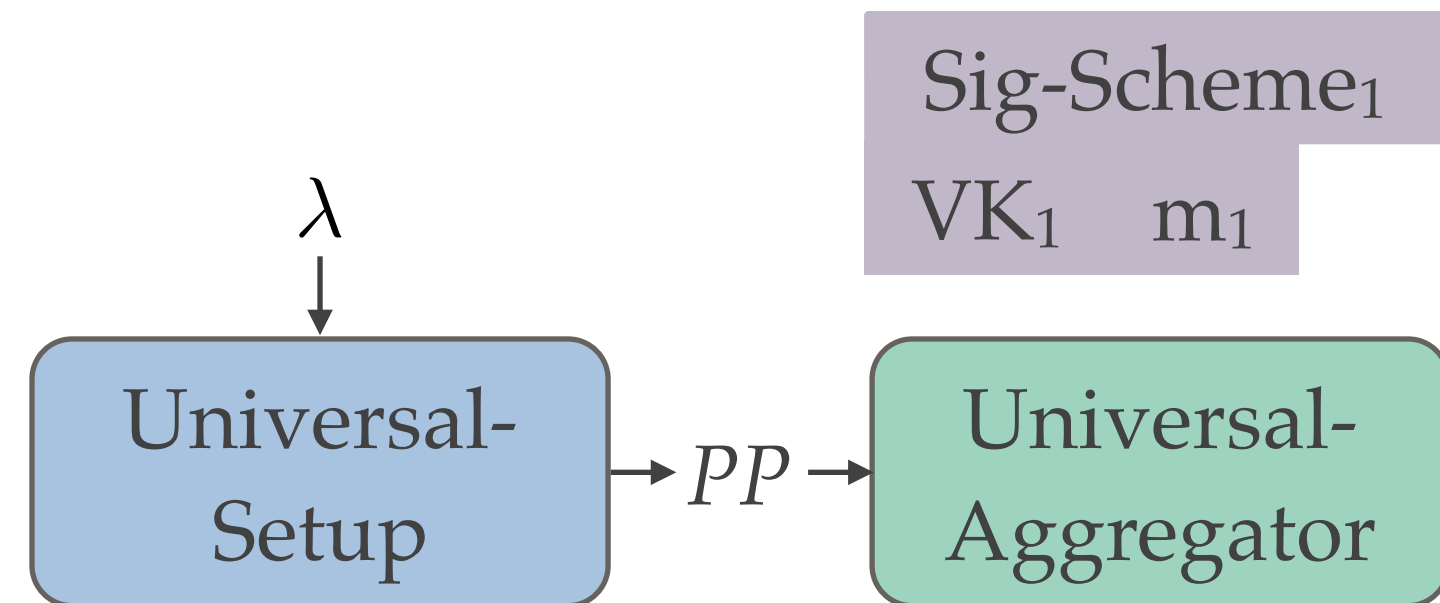 Sig-Scheme₁
VK₁ m₁
λ
Universal-
Setup
PP
Universal-
Aggregator